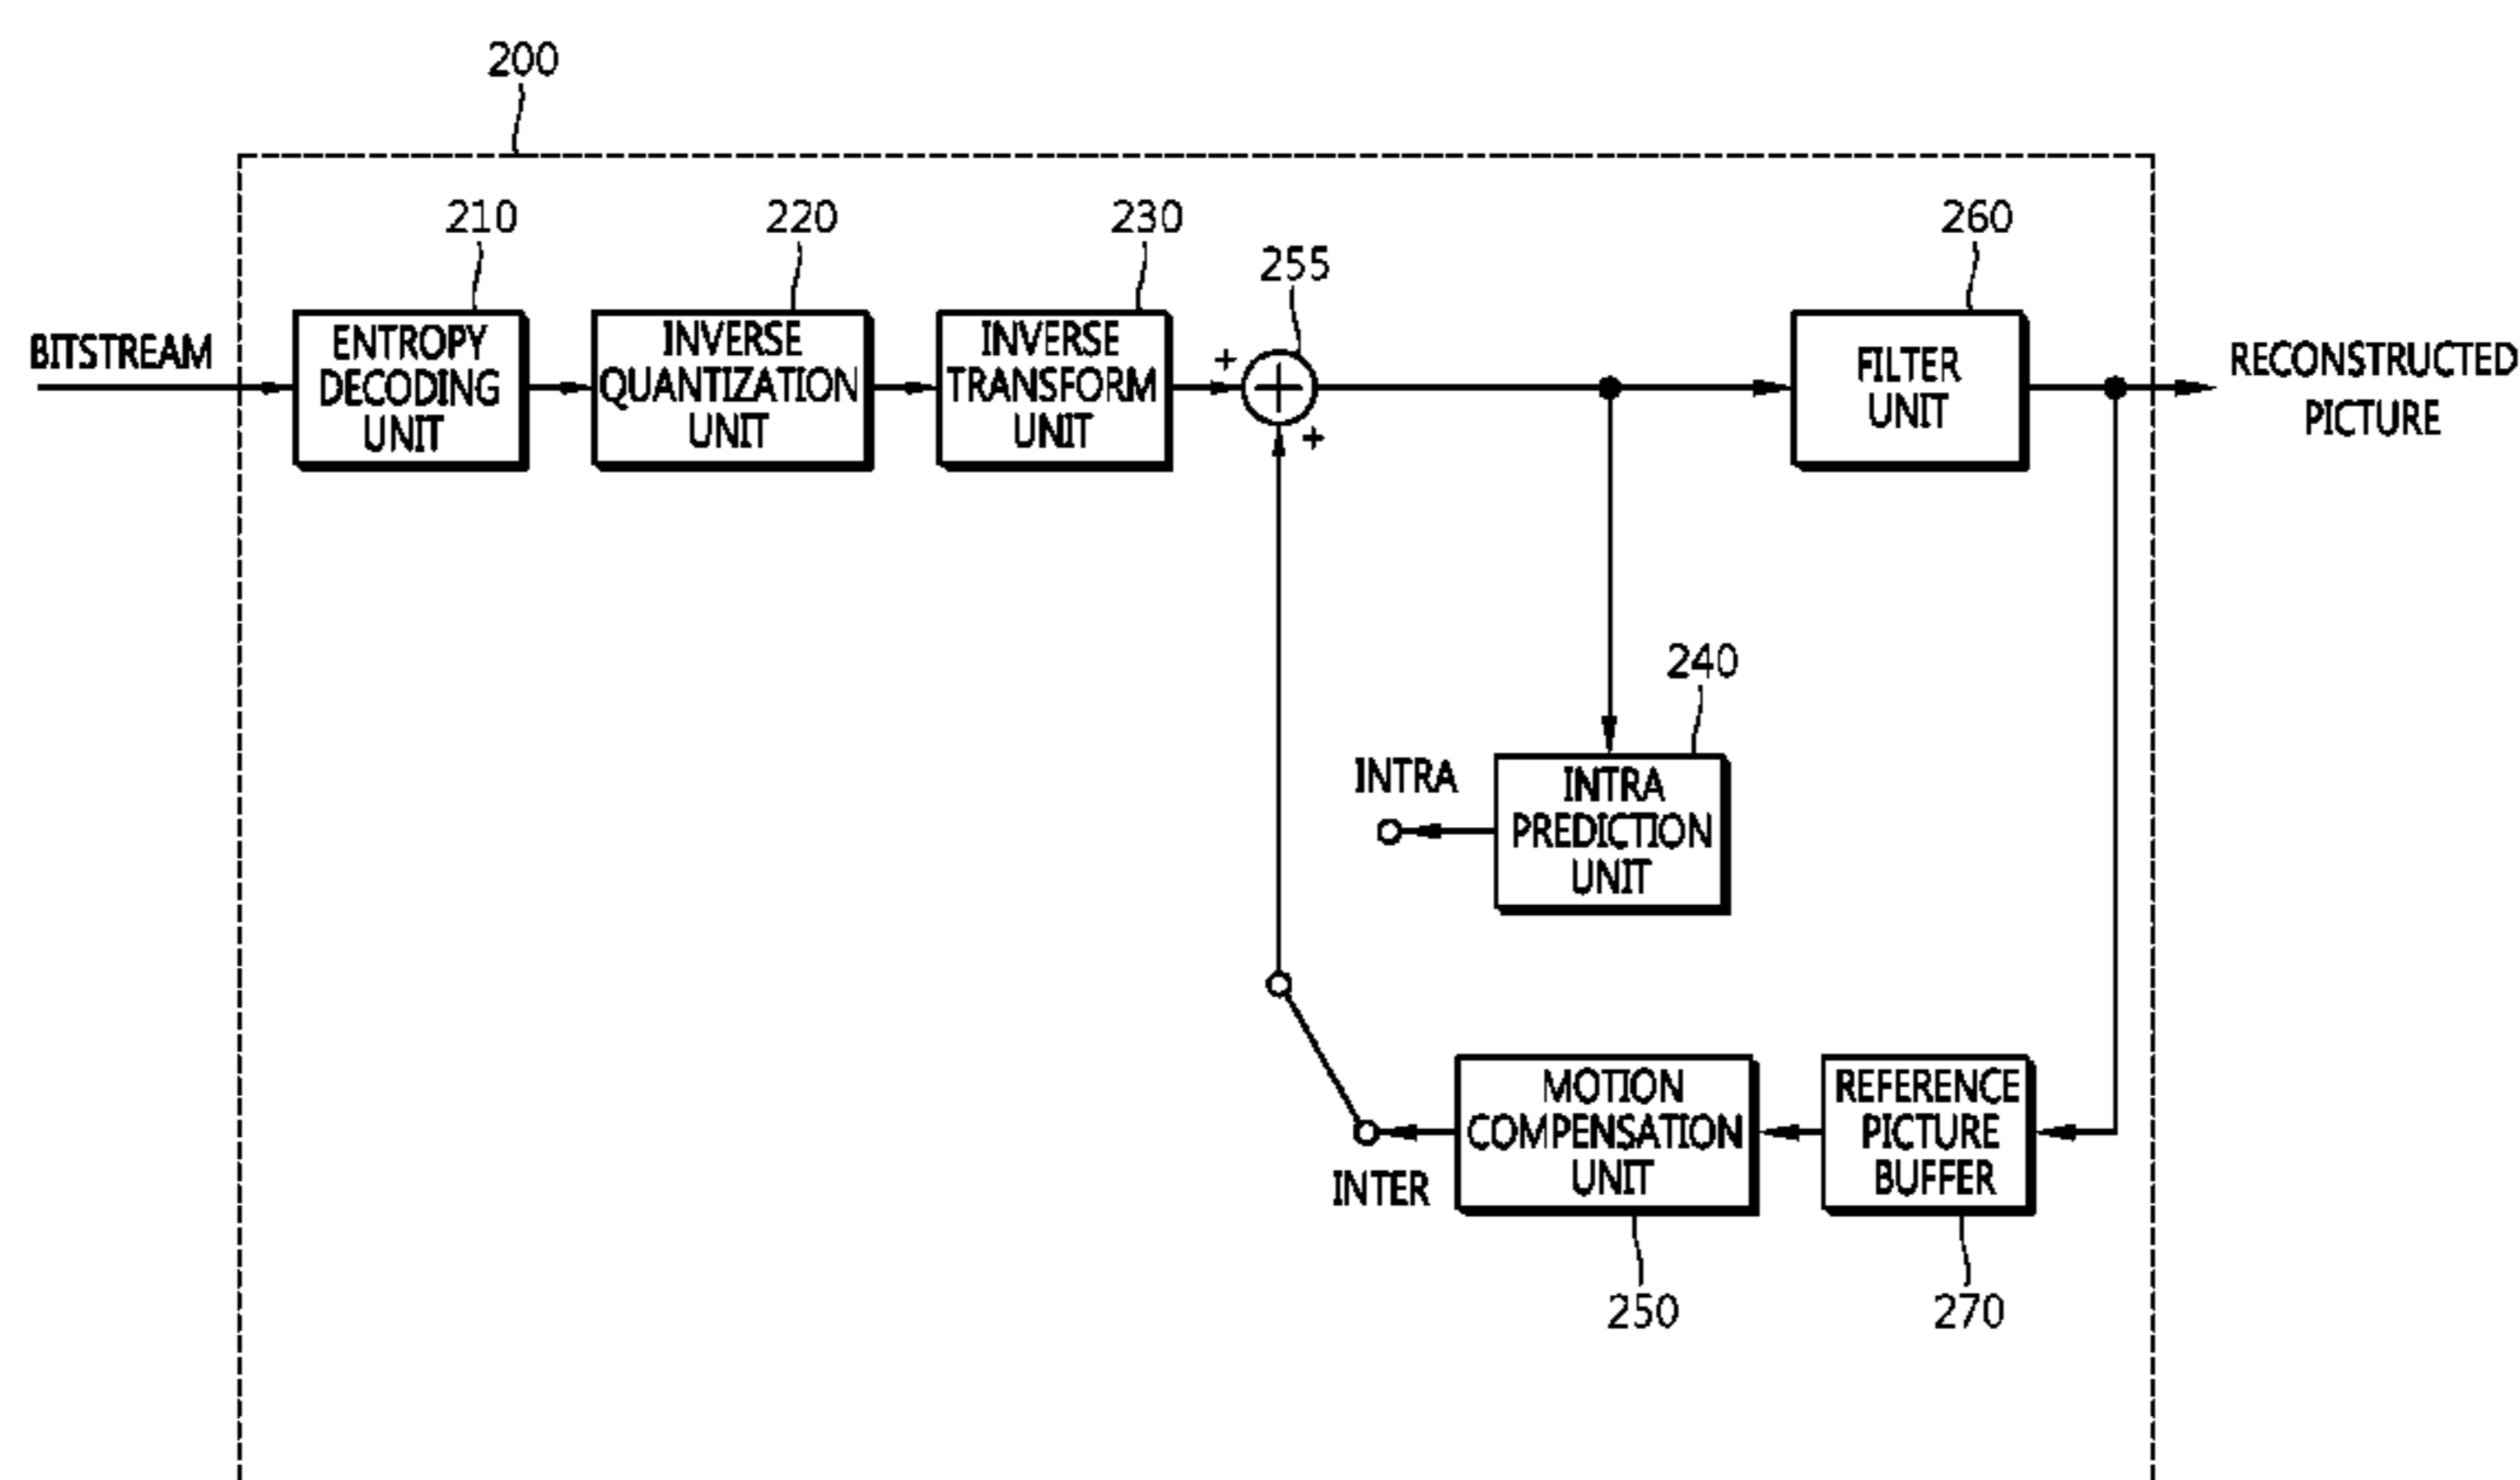 200
210
220
230
255
260
BITSTREAM
ENTROPY
DECODING
UNIT
INVERSE
QUANTIZATION
UNIT
INVERSE
TRANSFORM
UNIT
+
+
FILTER
UNIT
RECONSTRUCTED
PICTURE
240
INTRA
INTRA
PREDICTION
UNIT
INTER
MOTION
COMPENSATION
UNIT
REFERENCE
PICTURE
BUFFER
250
270